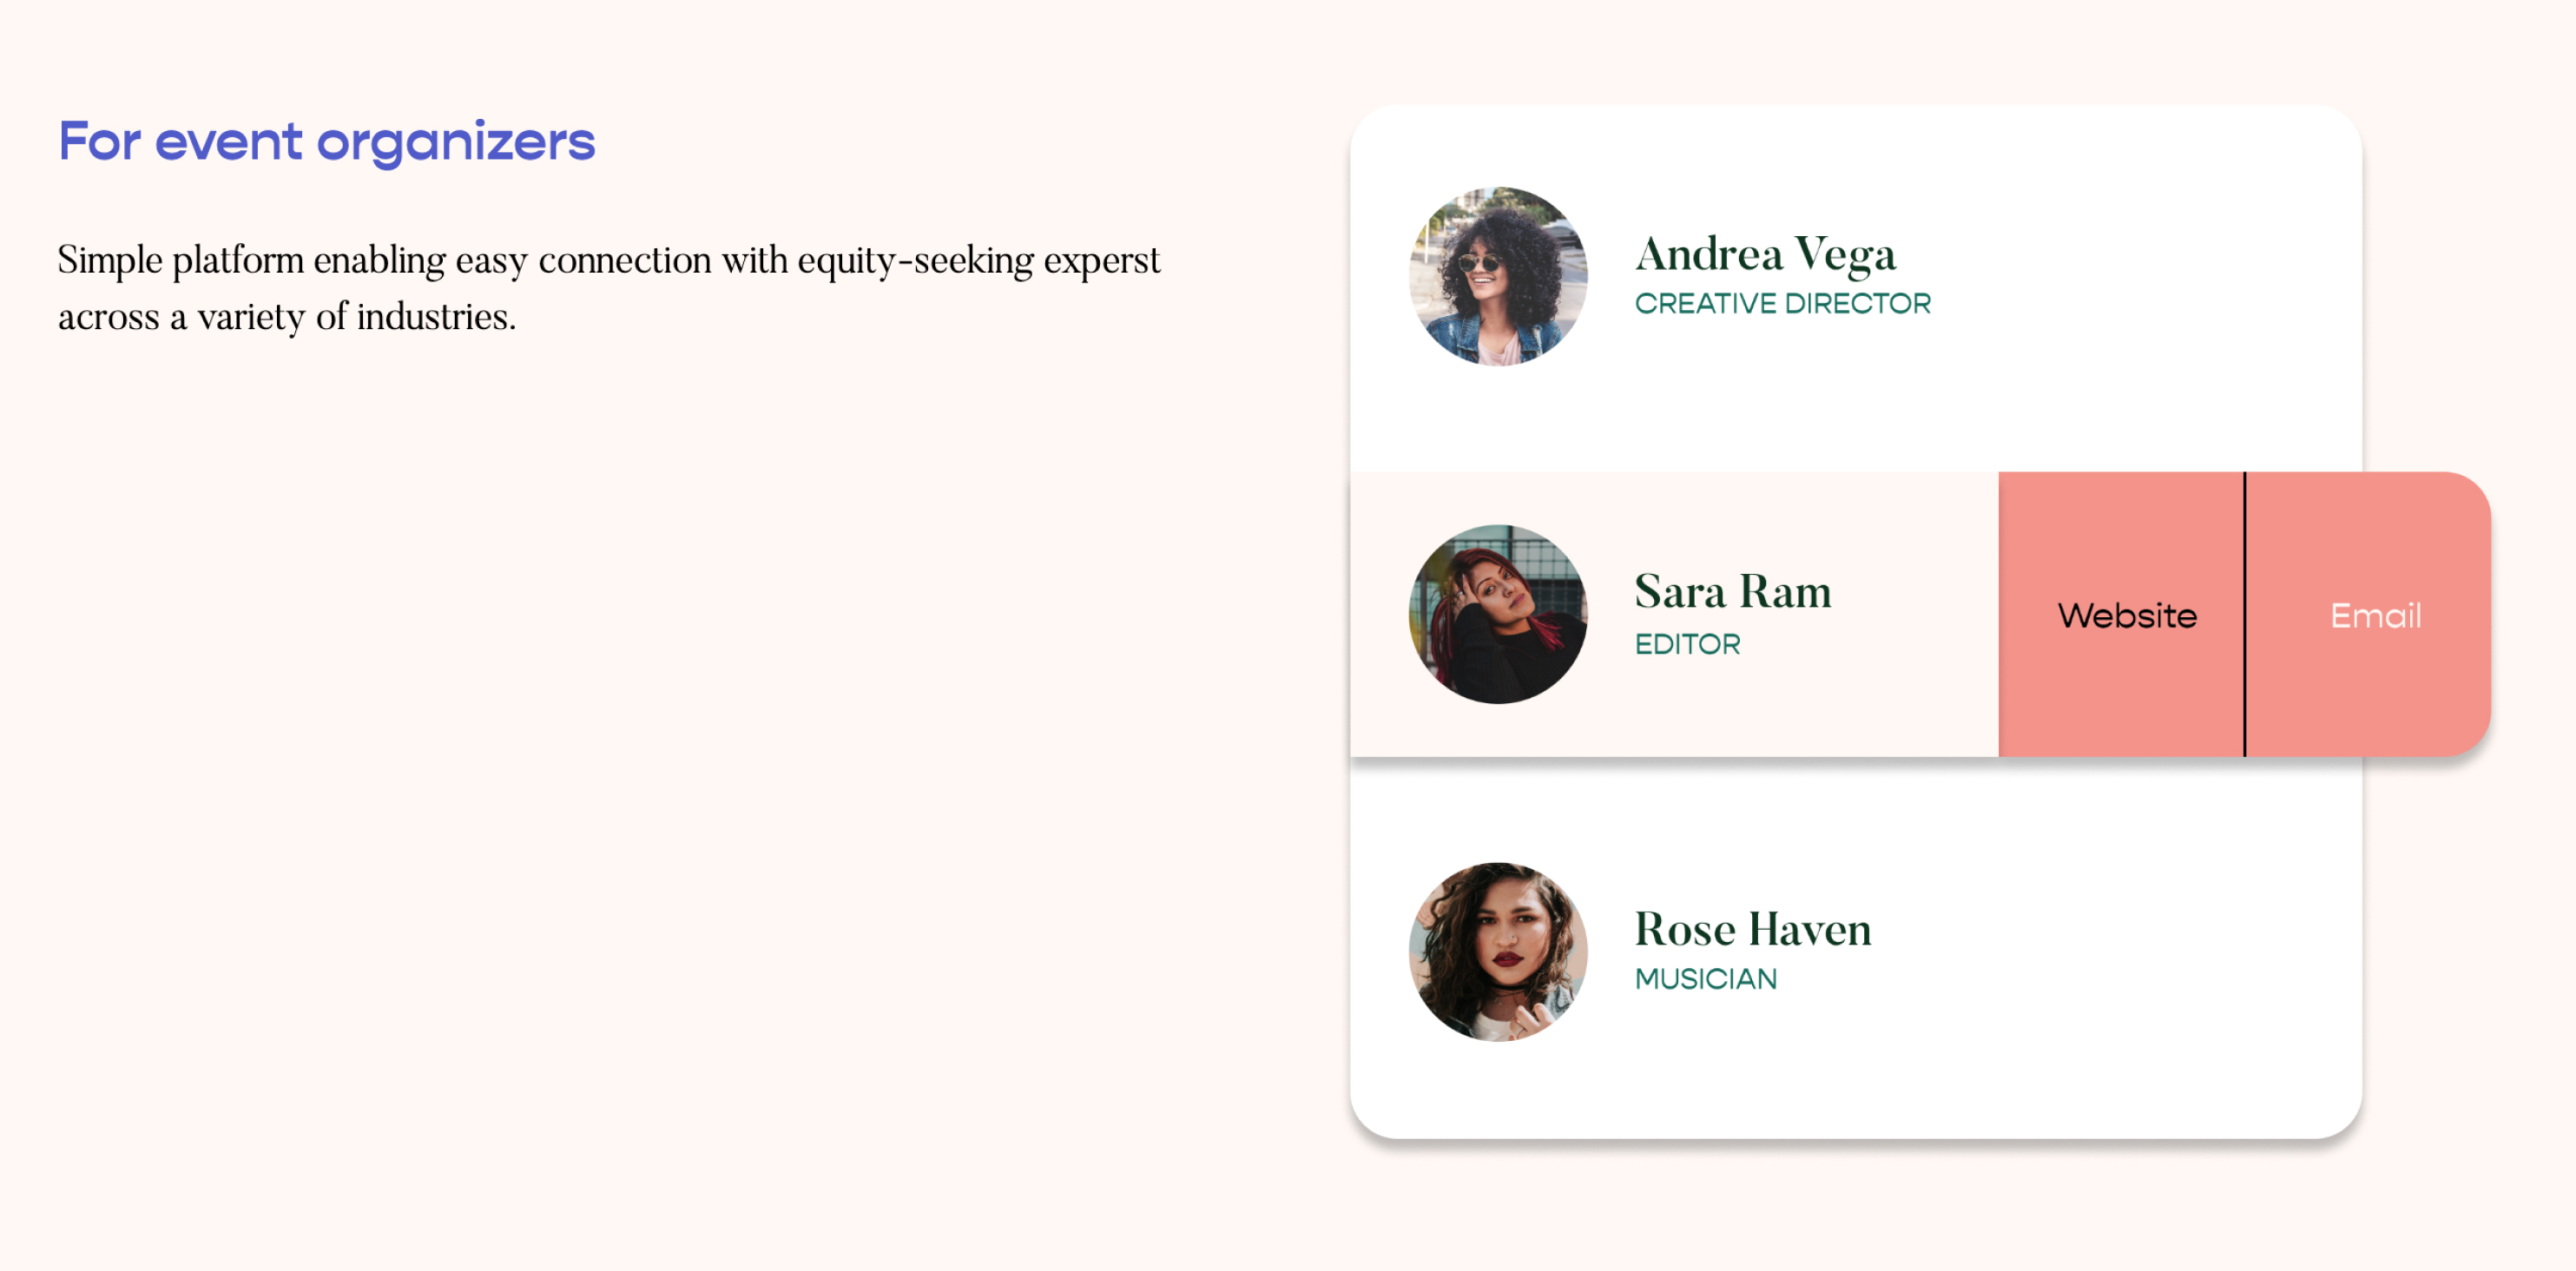 For event organizers
Simple platform enabling easy connection with equity-seeking experst
across a variety of industries.
Andrea Vega
CREATIVE DIRECTOR
Sara Ram
EDITOR
Website
Email
Rose Haven
MUSICIAN